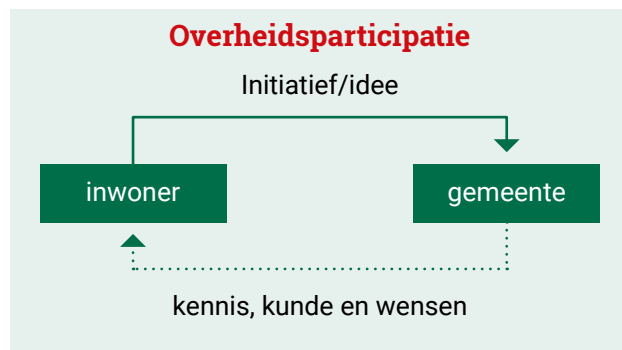 Overheidsparticipatie
Initiatief/idee
inwoner
gemeente
kennis, kunde en wensen